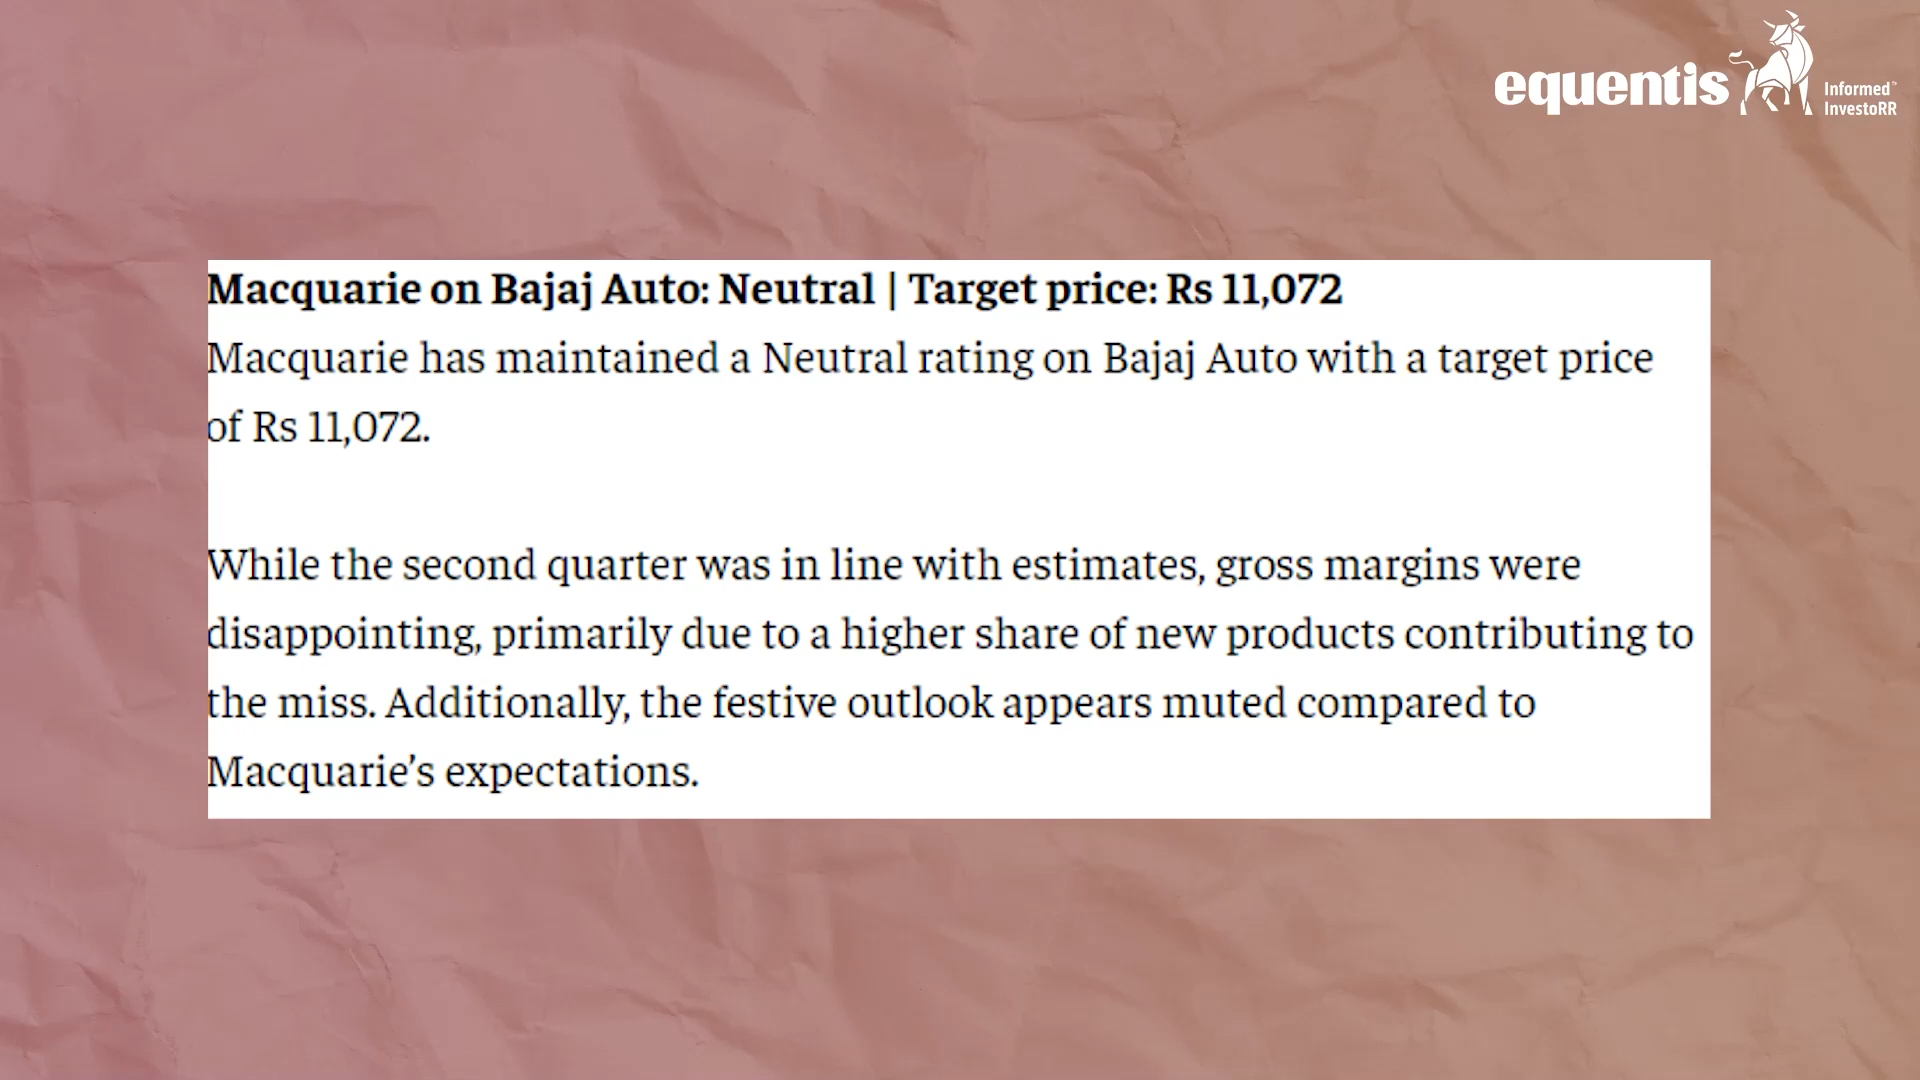 equentis
Informed™
InvestoRR
Macquarie on Bajaj Auto: Neutral | Target price: Rs 11,072
Macquarie has maintained a Neutral rating on Bajaj Auto with a target price
of Rs 11,072.
While the second quarter was in line with estimates, gross margins were
disappointing, primarily due to a higher share of new products contributing to
the miss. Additionally, the festive outlook appears muted compared to
Macquarie’s expectations.